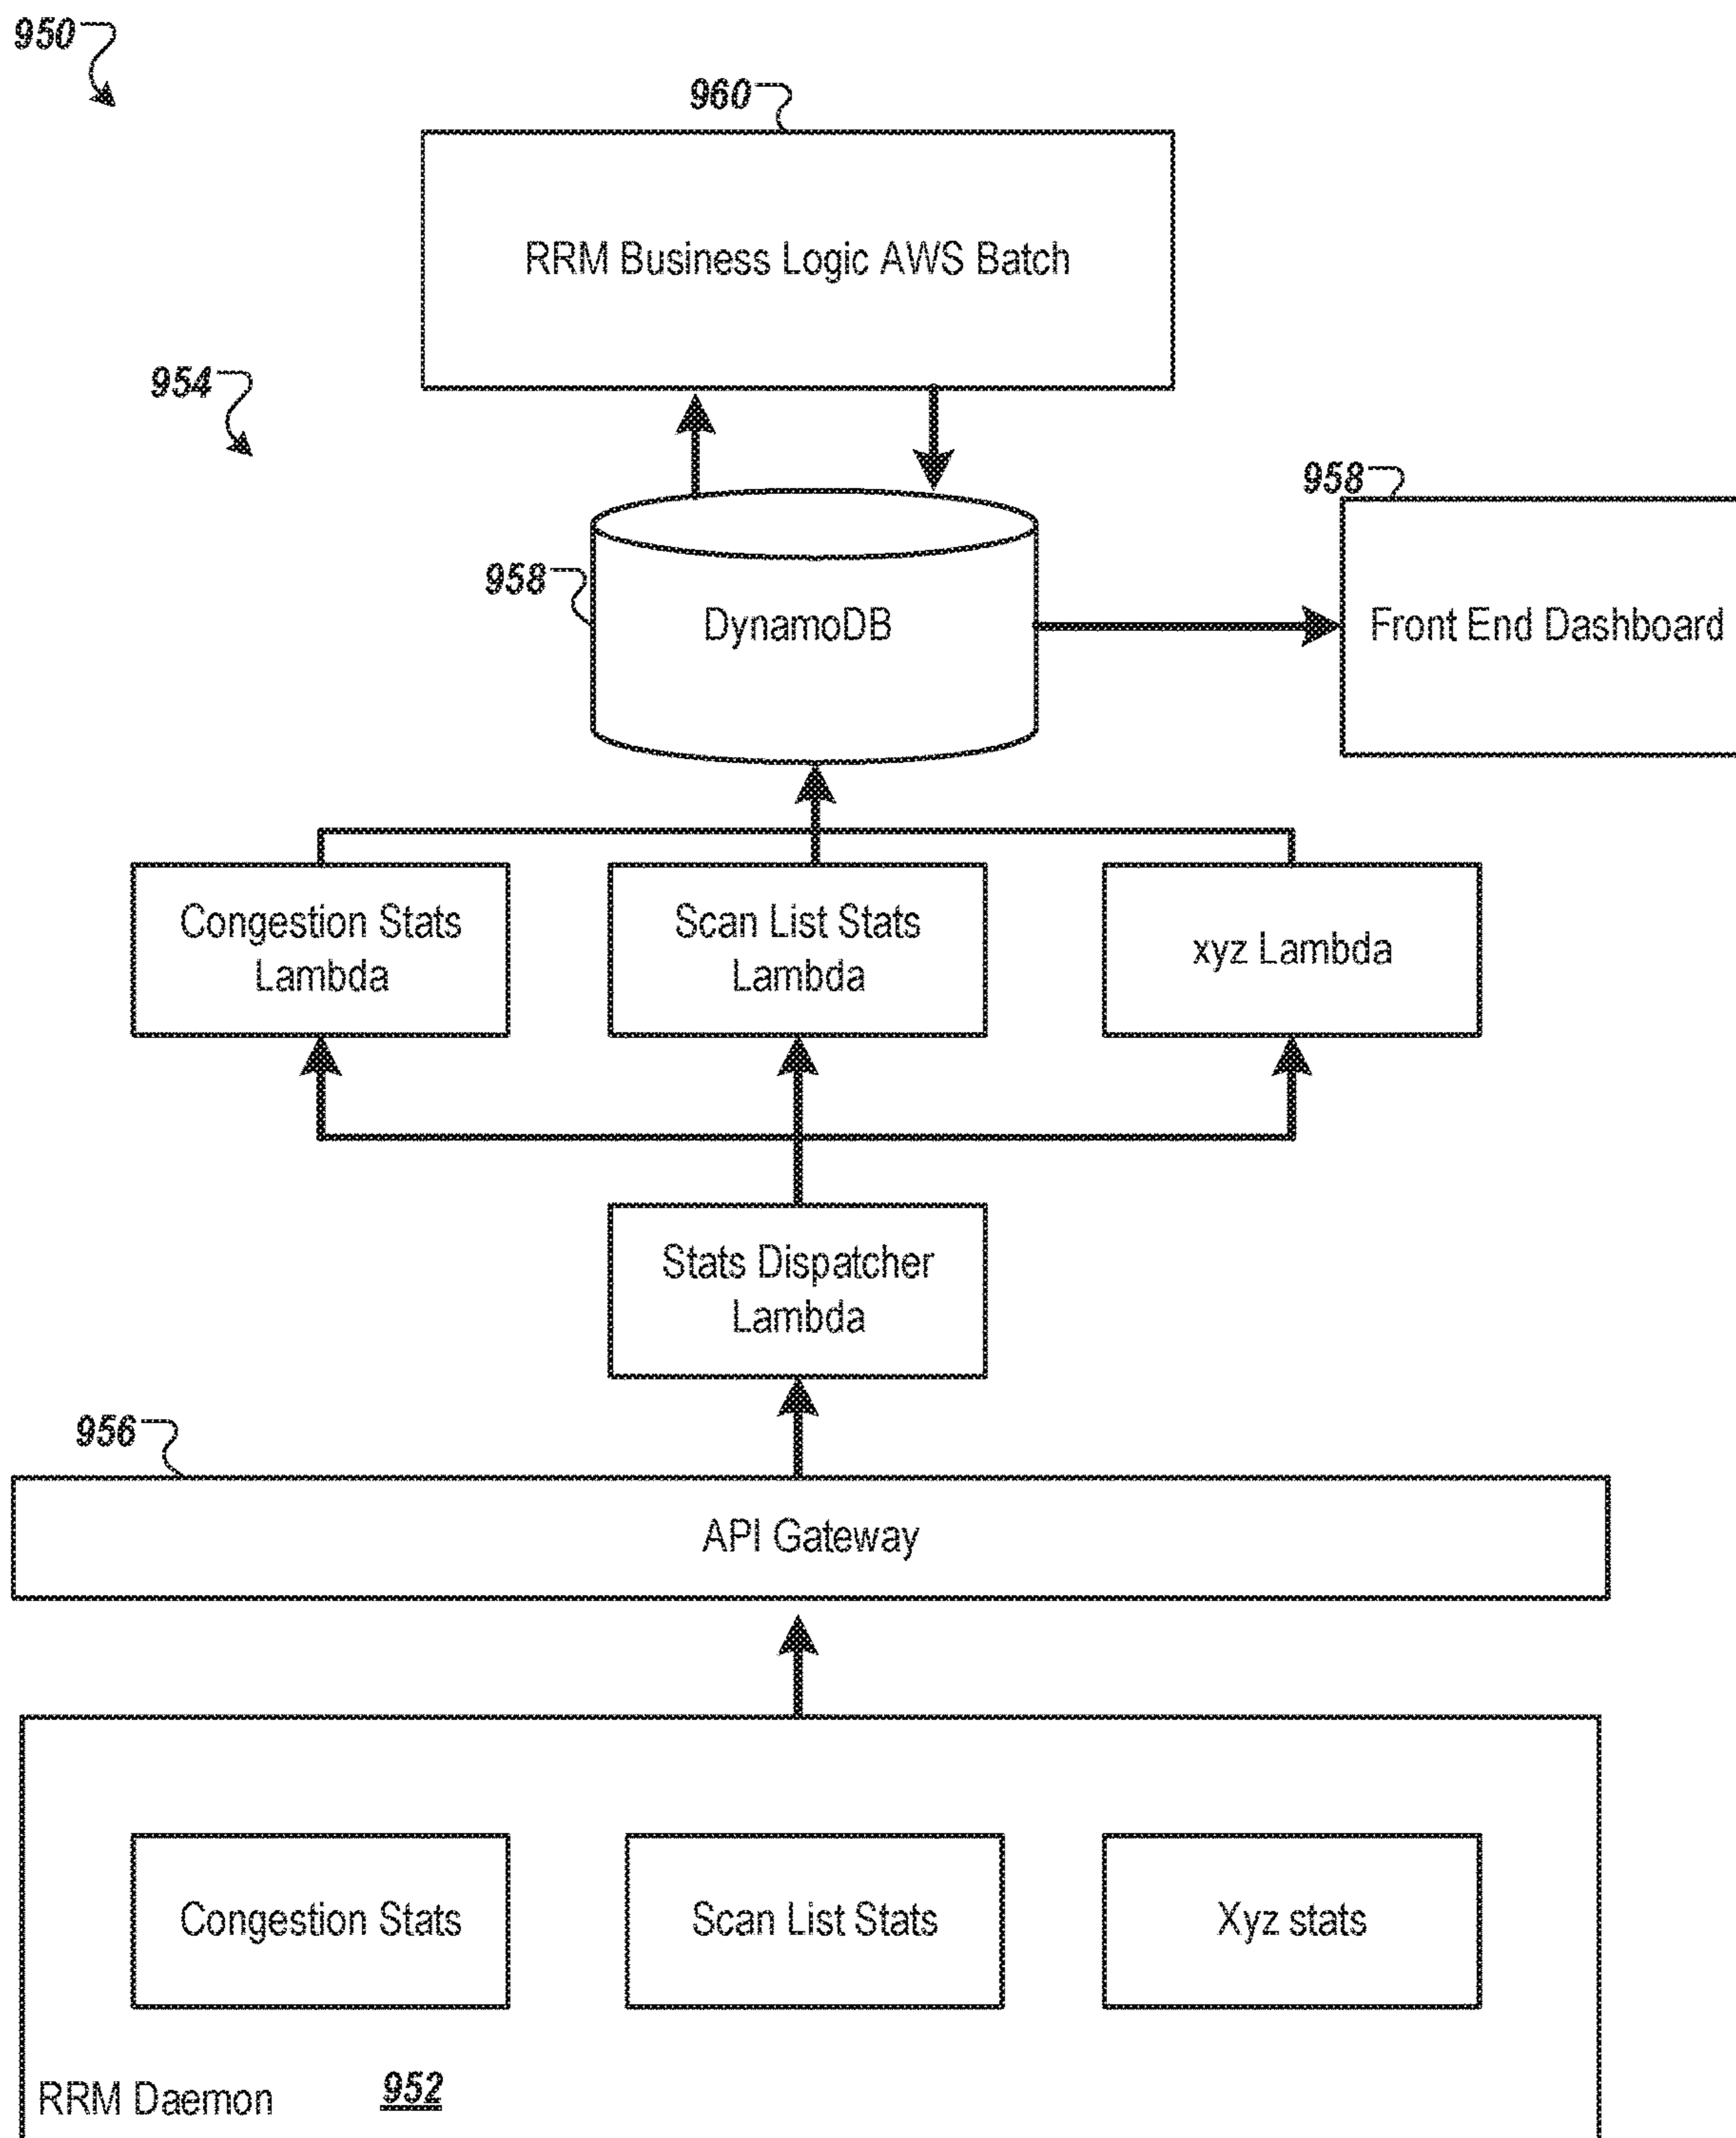 950
960
RRM Business Logic AWS Batch
954
958
958
DynamoDB
Front End Dashboard
Congestion Stats
Lambda
Scan List Stats
Lambda
xyz Lambda
Stats Dispatcher
Lambda
956
API Gateway
Congestion Stats
Scan List Stats
Xyz stats
RRM Daemon 952